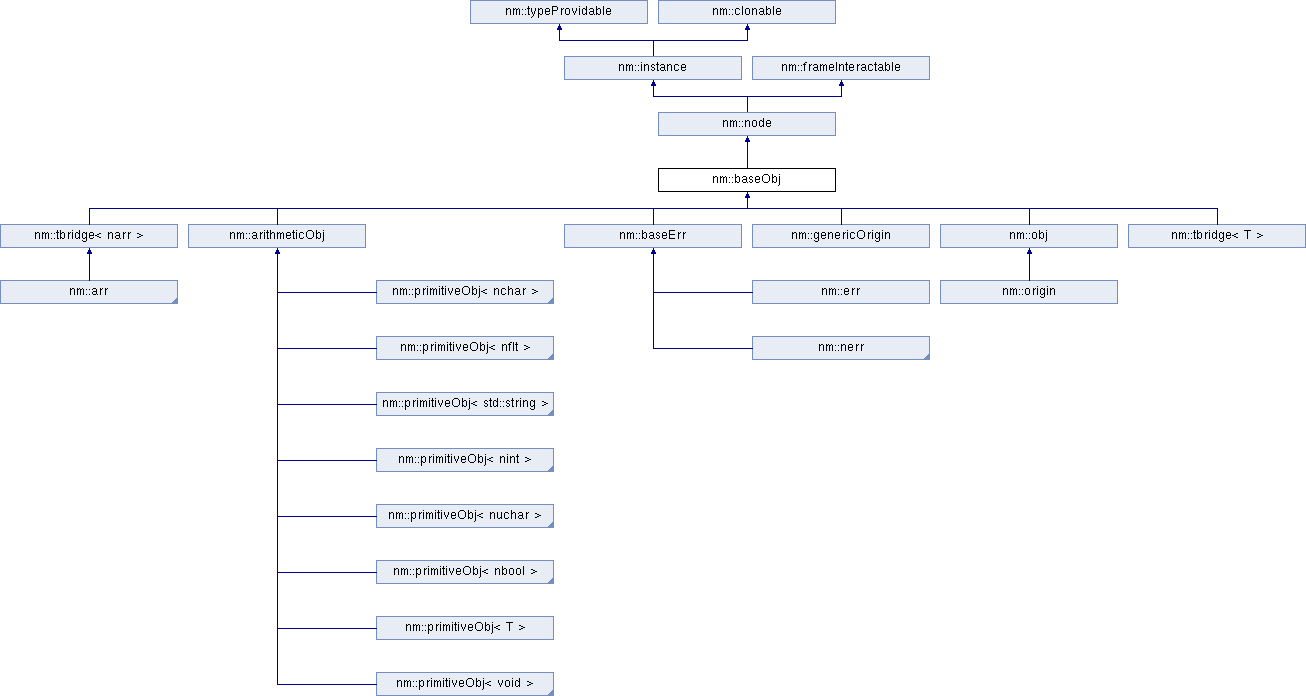 nm::typeProvidable
nm::clonable
nm::instance
nm::frameInteractable
nm::node
nm::baseObj
nm::tbridge< narr >
nm::arithmeticObj
nm::baseErr
nm::genericOrigin
nm::obj
nm::tbridge< T >
nm::arr
nm::primitiveObj< nchar >
nm::err
nm::origin
nm::primitiveObj< nflt >
nm::nerr
nm::primitiveObj< std::string >
nm::primitiveObj< nint >
nm::primitiveObj< nuchar >
nm::primitiveObj< nbool >
nm::primitiveObj< T >
nm::primitiveObj< void >